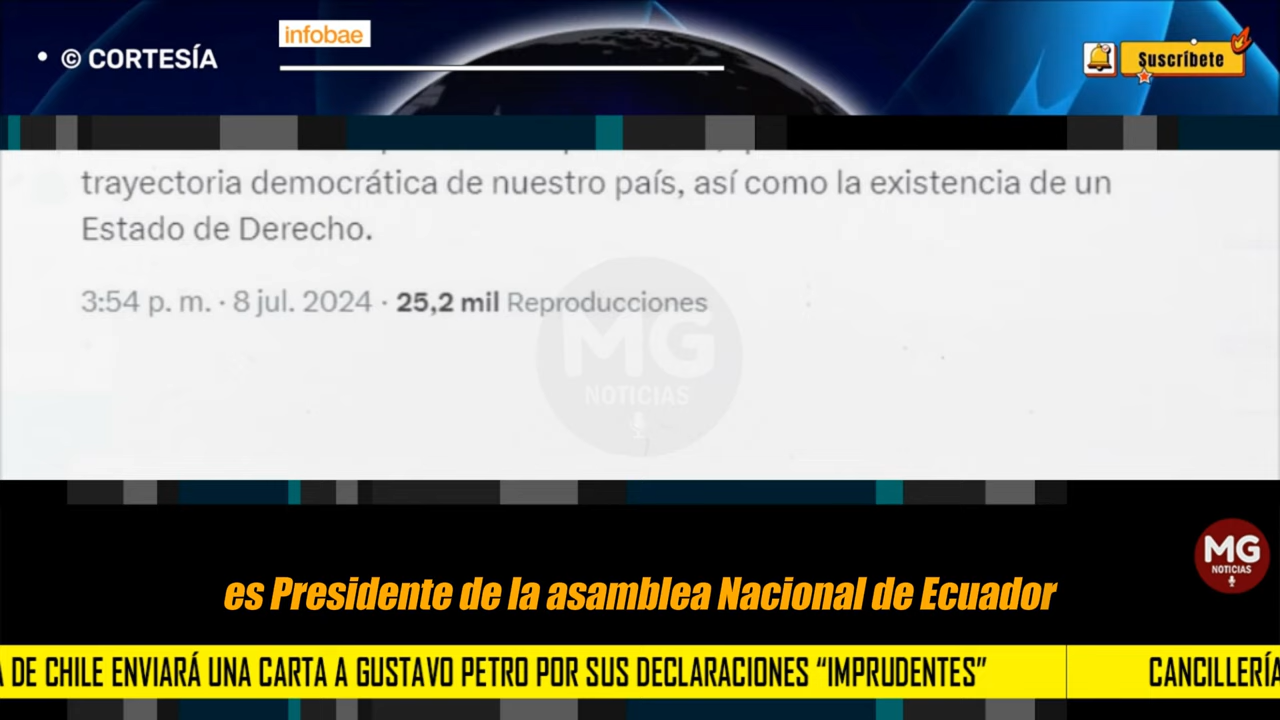 infobae
• © CORTESÍA
Suscríbete
trayectoria democrática de nuestro país, así como la existencia de un
Estado de Derecho.
3:54 p. m. · 8 jul. 2024 · 25,2 mil Reproducciones
MG
NOTICIAS
MG
NOTICIAS
es Presidente de la asamblea Nacional de Ecuador
DE CHILE ENVIARÁ UNA CARTA A GUSTAVO PETRO POR SUS DECLARACIONES “IMPRUDENTES”
CANCILLERÍA